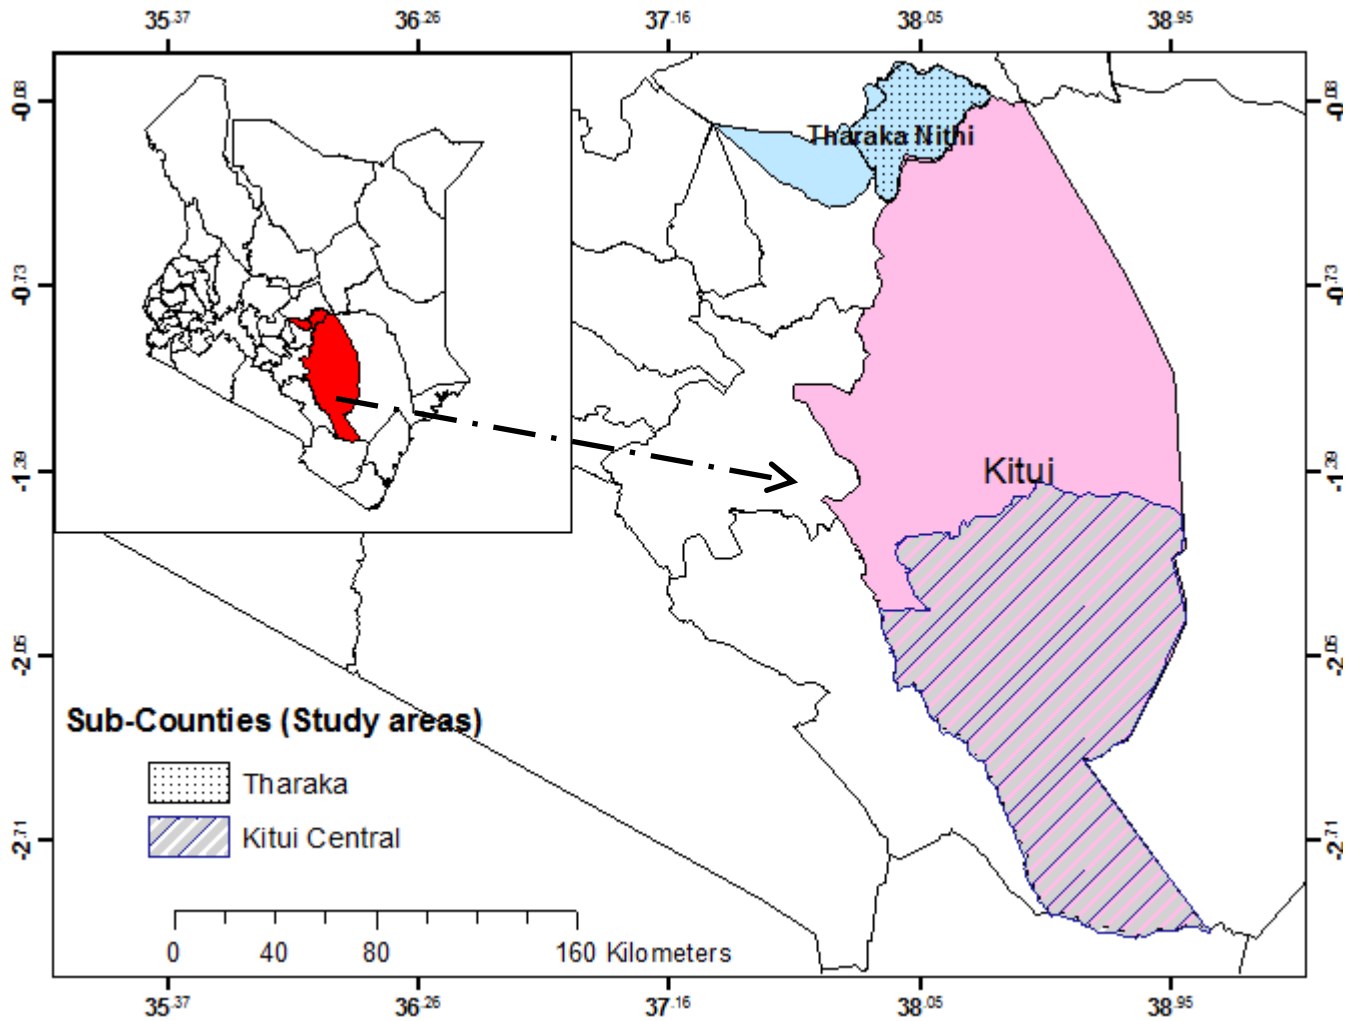 35.37 36.26 37.16 38.05 38.95
-0.08 -0.08
Tharaka Nithi
-0.73 -0.73
-1.39 -1.39
Kitui
-2.05 -2.05
Sub-Counties (Study areas)
Tharaka
Kitui Central
-2.71 -2.71
0 40 80 160 Kilometers
35.37 36.26 37.16 38.05 38.95